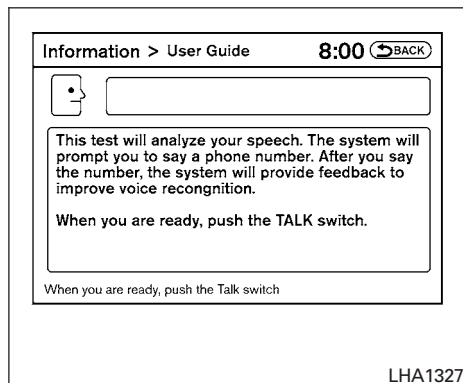 Information > User Guide 8:00 BACK
This test will analyze your speech. The system will
prompt you to say a phone number. After you say
the number, the system will provide feedback to
improve voice recongnition.
When you are ready, push the TALK switch.
When you are ready, push the Talk switch
LHA1327